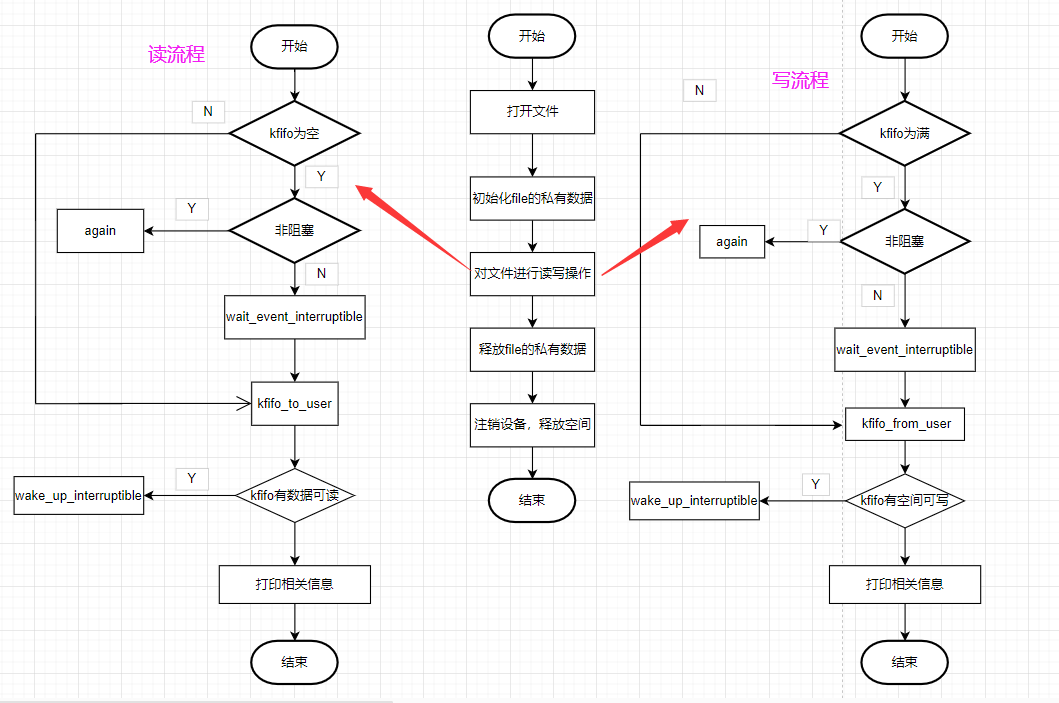 读流程
开始
N
kfifo为空
Y
Y
非阻塞
again
N
wait_event_interruptible
kfifo_to_user
Y
kfifo有数据可读
wake_up_interruptible
打印相关信息
结束
开始
打开文件
初始化file的私有数据
对文件进行读写操作
释放file的私有数据
注销设备，释放空间
结束
写流程
开始
N
kfifo为满
Y
Y
非阻塞
again
N
wait_event_interruptible
kfifo_from_user
Y
kfifo有空间可写
wake_up_interruptible
打印相关信息
结束